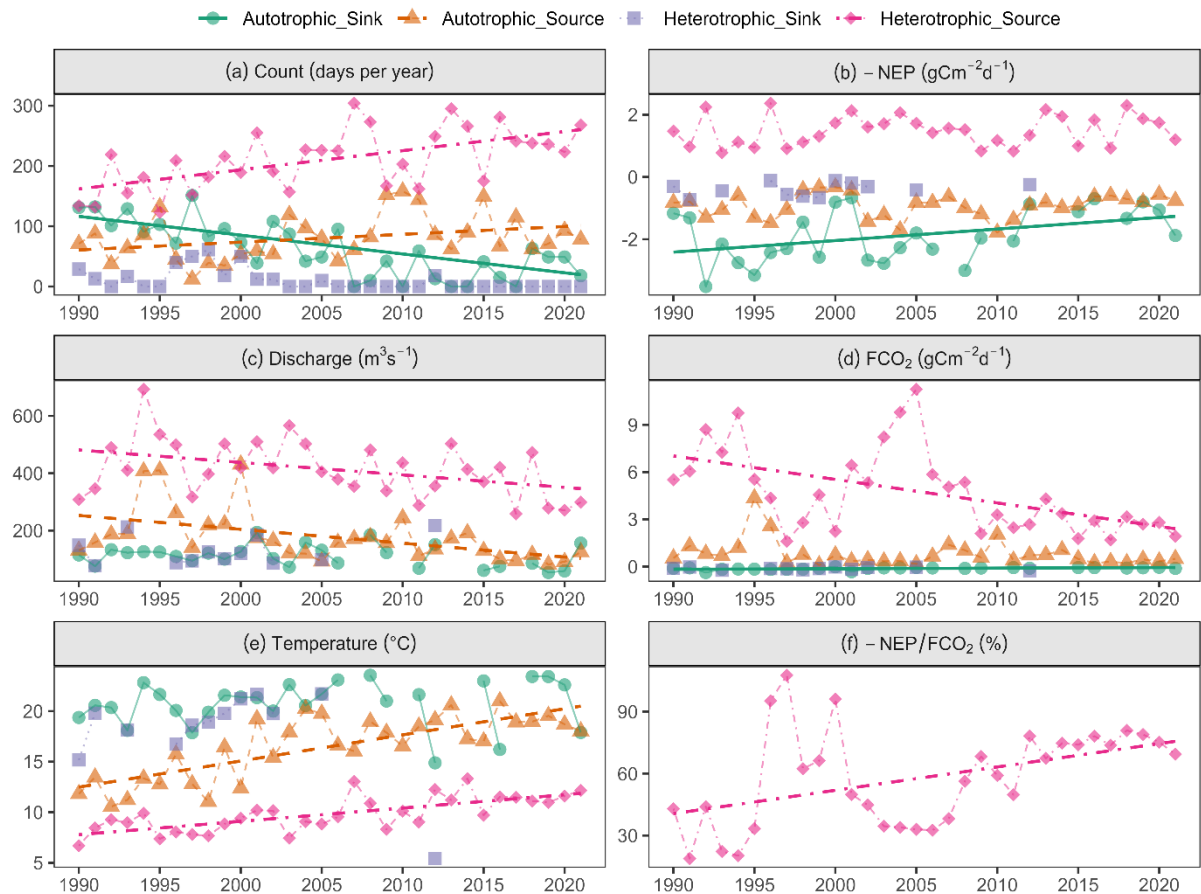 Autotrophic_Sink Autotrophic_Source Heterotrophic_Sink Heterotrophic_Source
(a) Count (days per year)
300
200
100
0
1990 1995 2000 2005 2010 2015 2020
(b) − NEP (gCm⁻²d⁻¹)
2
0
-2
1990 1995 2000 2005 2010 2015 2020
(c) Discharge (m³s⁻¹)
600
400
200
0
1990 1995 2000 2005 2010 2015 2020
(d) FCO₂ (gCm⁻²d⁻¹)
9
6
3
0
1990 1995 2000 2005 2010 2015 2020
(e) Temperature (°C)
20
15
10
5
1990 1995 2000 2005 2010 2015 2020
(f) − NEP/FCO₂ (%)
90
60
30
1990 1995 2000 2005 2010 2015 2020